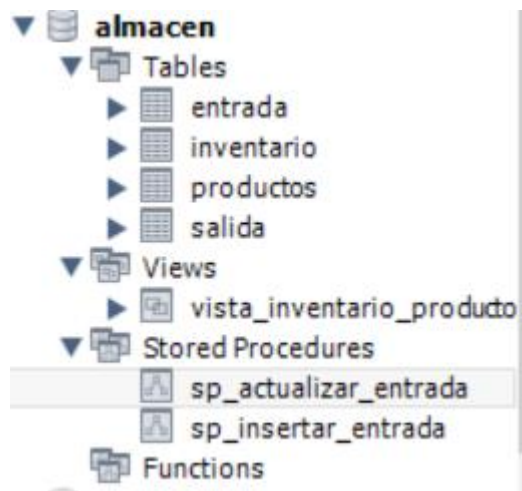 almacen
Tables
entrada
inventario
productos
salida
Views
vista_inventario_producto
Stored Procedures
sp_actualizar_entrada
sp_insertar_entrada
Functions